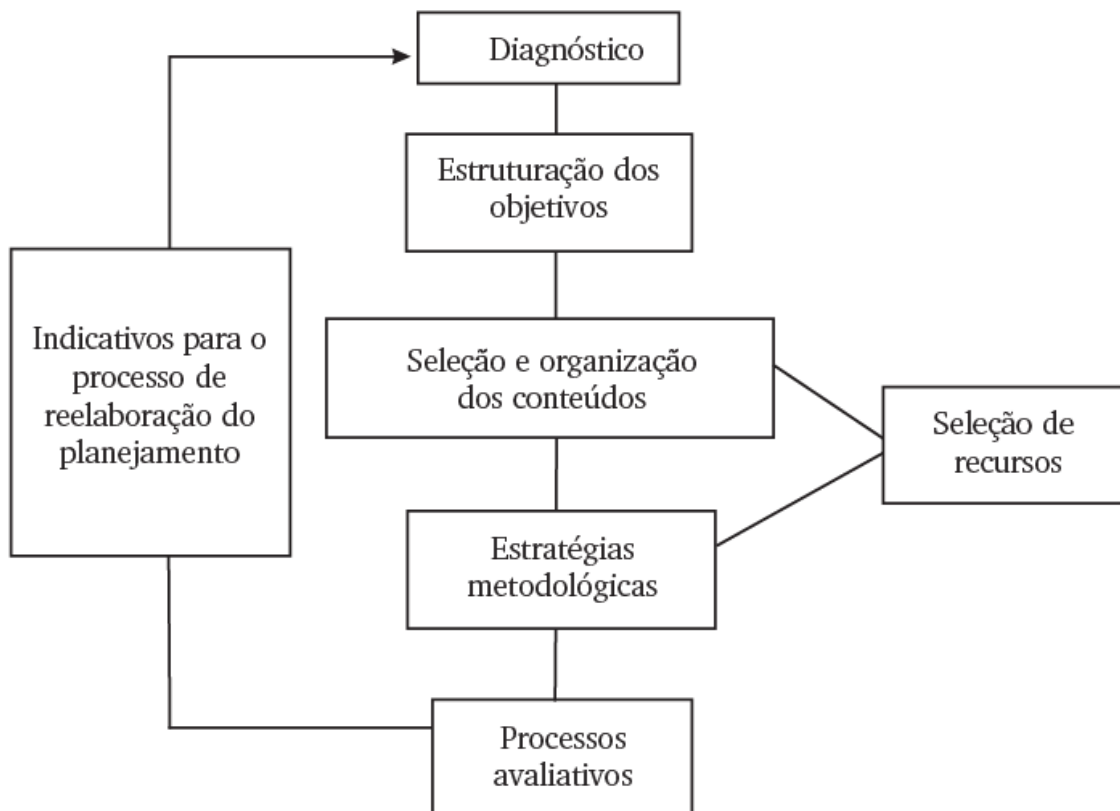 Diagnóstico
Estruturação dos
objetivos
Indicativos para o
processo de
reelaboração do
planejamento
Seleção e organização
dos conteúdos
Seleção de
recursos
Estratégias
metodológicas
Processos
avaliativos